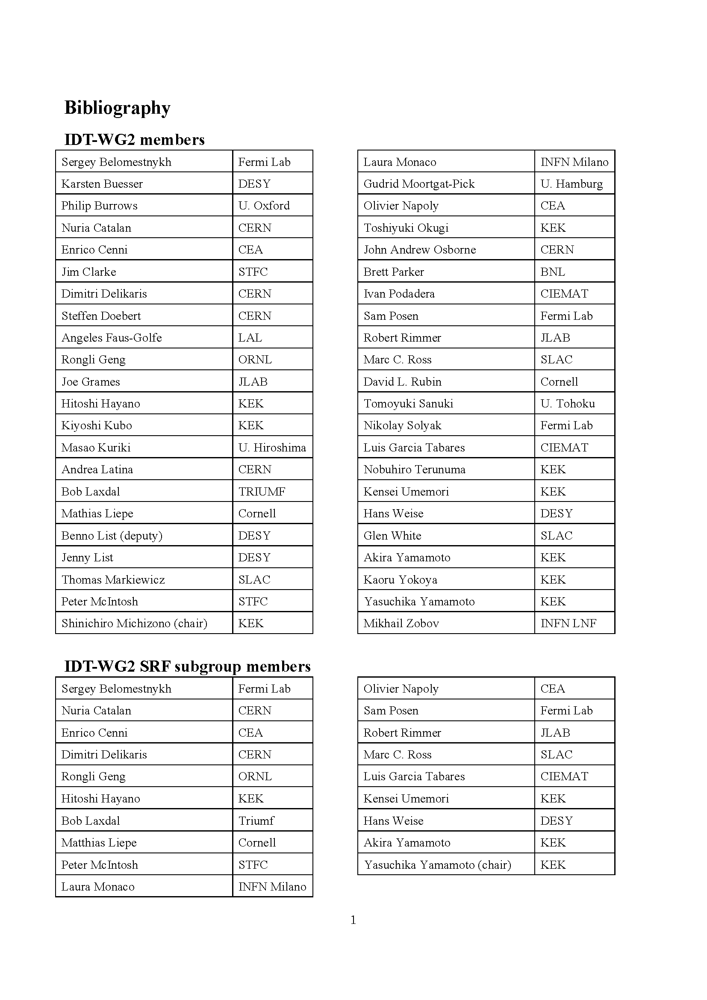 Bibliography
IDT-WG2 members
Sergey Belomestnykh Fermi Lab
Karsten Buesser DESY
Philip Burrows U. Oxford
Nuria Catalan CERN
Enrico Cenni CEA
Jim Clarke STFC
Dimitri Delikaris CERN
Steffen Doebert CERN
Angeles Faus-Golfe LAL
Rongli Geng ORNL
Joe Grames JLAB
Hitoshi Hayano KEK
Kiyoshi Kubo KEK
Masao Kuriki U. Hiroshima
Andrea Latina CERN
Bob Laxdal TRIUMF
Mathias Liepe Cornell
Benno List (deputy) DESY
Jenny List DESY
Thomas Markiewicz SLAC
Peter McIntosh STFC
Shinichiro Michizono (chair) KEK
Laura Monaco INFN Milano
Gudrid Moortgat-Pick U. Hamburg
Olivier Napoly CEA
Toshiyuki Okugi KEK
John Andrew Osborne CERN
Brett Parker BNL
Ivan Podadera CIEMAT
Sam Posen Fermi Lab
Robert Rimmer JLAB
Marc C. Ross SLAC
David L. Rubin Cornell
Tomoyuki Sanuki U. Tohoku
Nikolay Solyak Fermi Lab
Luis Garcia Tabares CIEMAT
Nobuhiro Terunuma KEK
Kensei Umemori KEK
Hans Weise DESY
Glen White SLAC
Akira Yamamoto KEK
Kaoru Yokoya KEK
Yasuchika Yamamoto KEK
Mikhail Zobov INFN LNF
IDT-WG2 SRF subgroup members
Sergey Belomestnykh Fermi Lab
Nuria Catalan CERN
Enrico Cenni CEA
Dimitri Delikaris CERN
Rongli Geng ORNL
Hitoshi Hayano KEK
Bob Laxdal Triumf
Matthias Liepe Cornell
Peter McIntosh STFC
Laura Monaco INFN Milano
Olivier Napoly CEA
Sam Posen Fermi Lab
Robert Rimmer JLAB
Marc C. Ross SLAC
Luis Garcia Tabares CIEMAT
Kensei Umemori KEK
Hans Weise DESY
Akira Yamamoto KEK
Yasuchika Yamamoto (chair) KEK
1